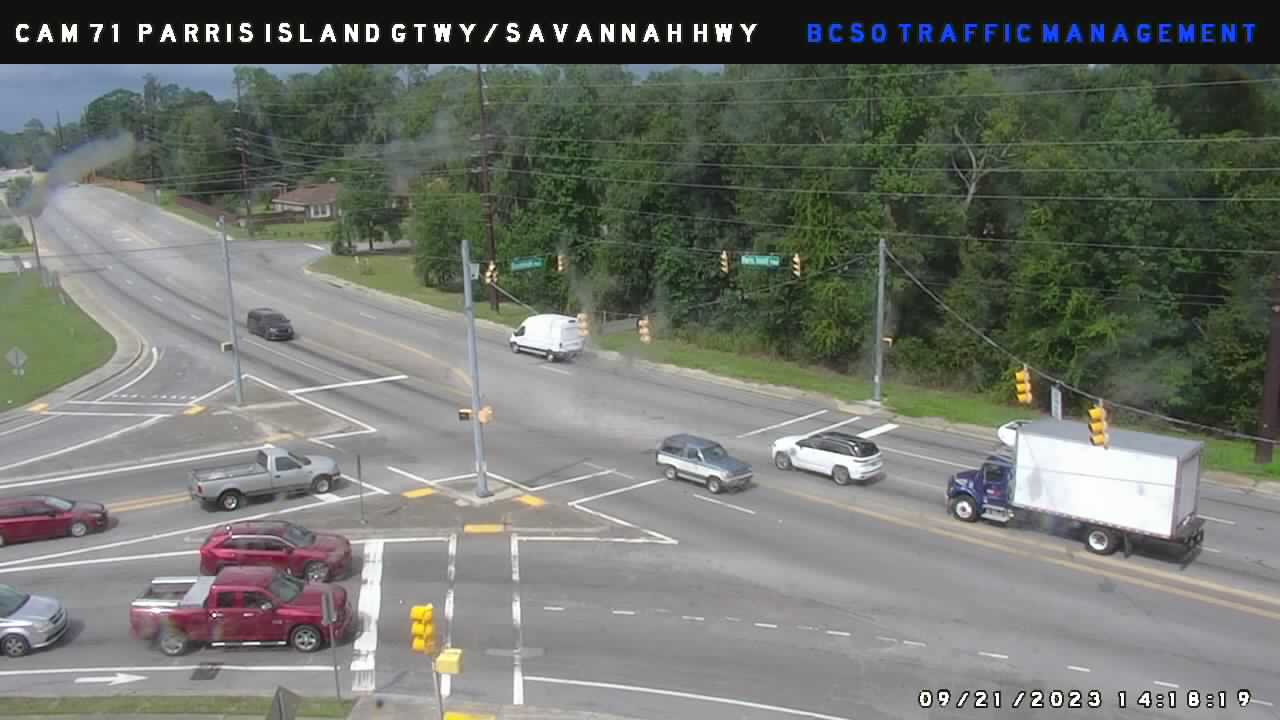 CAM 71 PARRIS ISLAND GTWY/SAVANNAH HWY BCSO TRAFFIC MANAGEMENT
09/21/2023 14:18:19